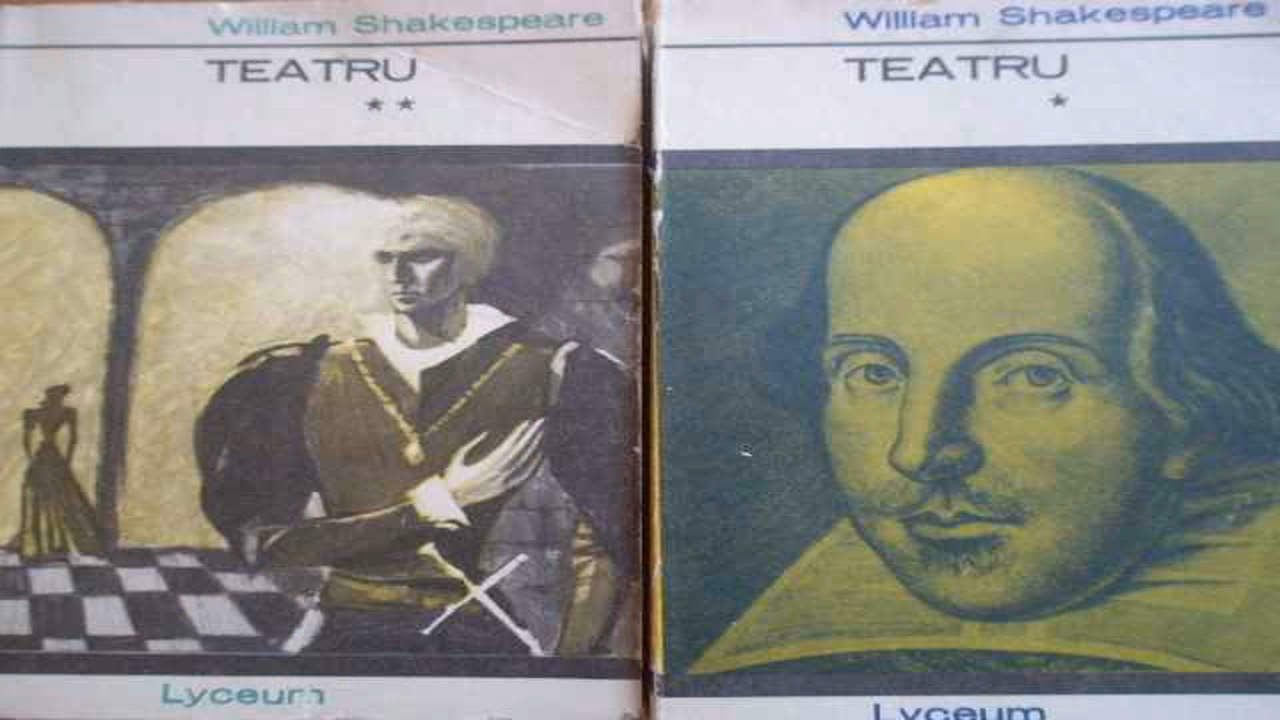 William Shakespeare
TEATRU
**
Lyceum
William Shakespeare
TEATRU
*
Lyceum